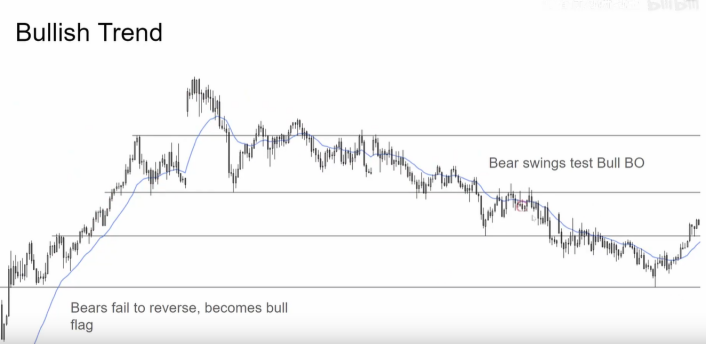 Bullish Trend
Bear swings test Bull BO
Bears fail to reverse, becomes bull
flag